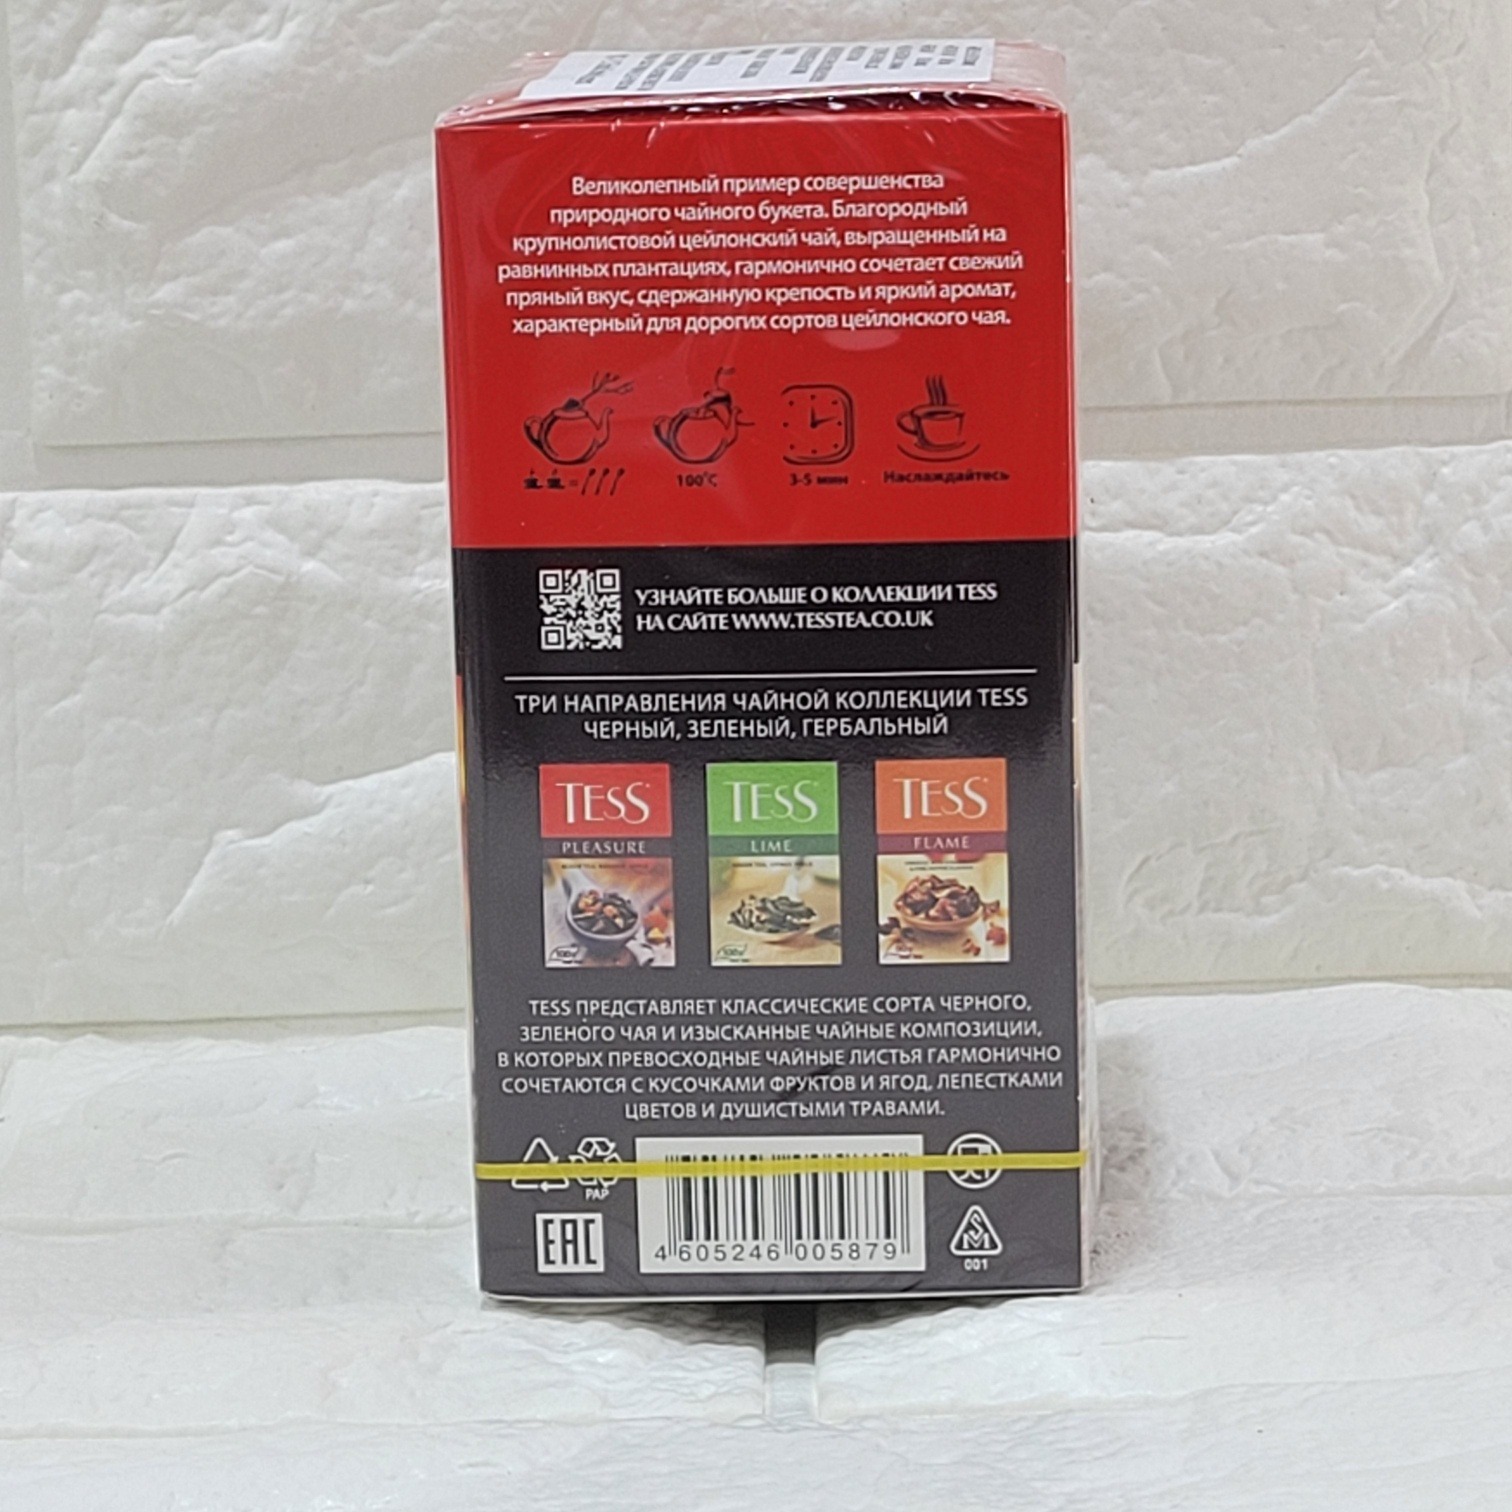 Великолепный пример совершенства
природного чайного букета. Благородный
крупнолистовой цейлонский чай, выращенный на
равнинных плантациях, гармонично сочетает свежий
пряный вкус, сдержанную крепость и яркий аромат,
характерный для дорогих сортов цейлонского чая.
100°C
3-5 мин
Наслаждайтесь
УЗНАЙТЕ БОЛЬШЕ О КОЛЛЕКЦИИ TESS
НА САЙТЕ WWW.TESSTEA.CO.UK
ТРИ НАПРАВЛЕНИЯ ЧАЙНОЙ КОЛЛЕКЦИИ TESS
ЧЕРНЫЙ, ЗЕЛЕНЫЙ, ГЕРБАЛЬНЫЙ
TESS
PLEASURE
TESS
LIME
TESS
FLAME
TESS ПРЕДСТАВЛЯЕТ КЛАССИЧЕСКИЕ СОРТА ЧЕРНОГО,
ЗЕЛЕНОГО ЧАЯ И ИЗЫСКАННЫЕ ЧАЙНЫЕ КОМПОЗИЦИИ,
В КОТОРЫХ ПРЕВОСХОДНЫЕ ЧАЙНЫЕ ЛИСТЬЯ ГАРМОНИЧНО
СОЧЕТАЮТСЯ С КУСОЧКАМИ ФРУКТОВ И ЯГОД, ЛЕПЕСТКАМИ
ЦВЕТОВ И ДУШИСТЫМИ ТРАВАМИ.
PAP
EAC
4 605246 005879
SM
001